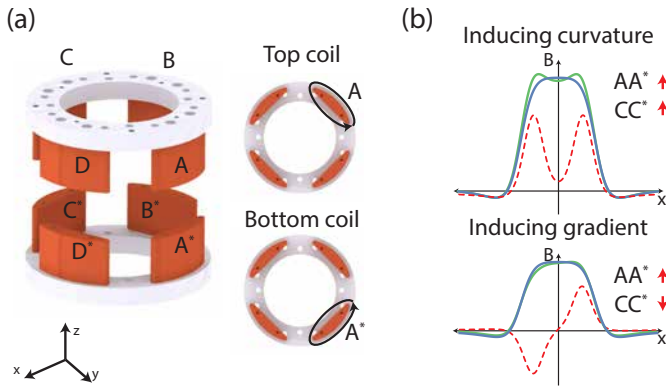 (a)
C
B
D
A
C*
B*
D*
A*
z
x
y
Top coil
A
Bottom coil
A*
(b)
Inducing curvature
B
AA*
CC*
x
Inducing gradient
B
AA*
CC*
x